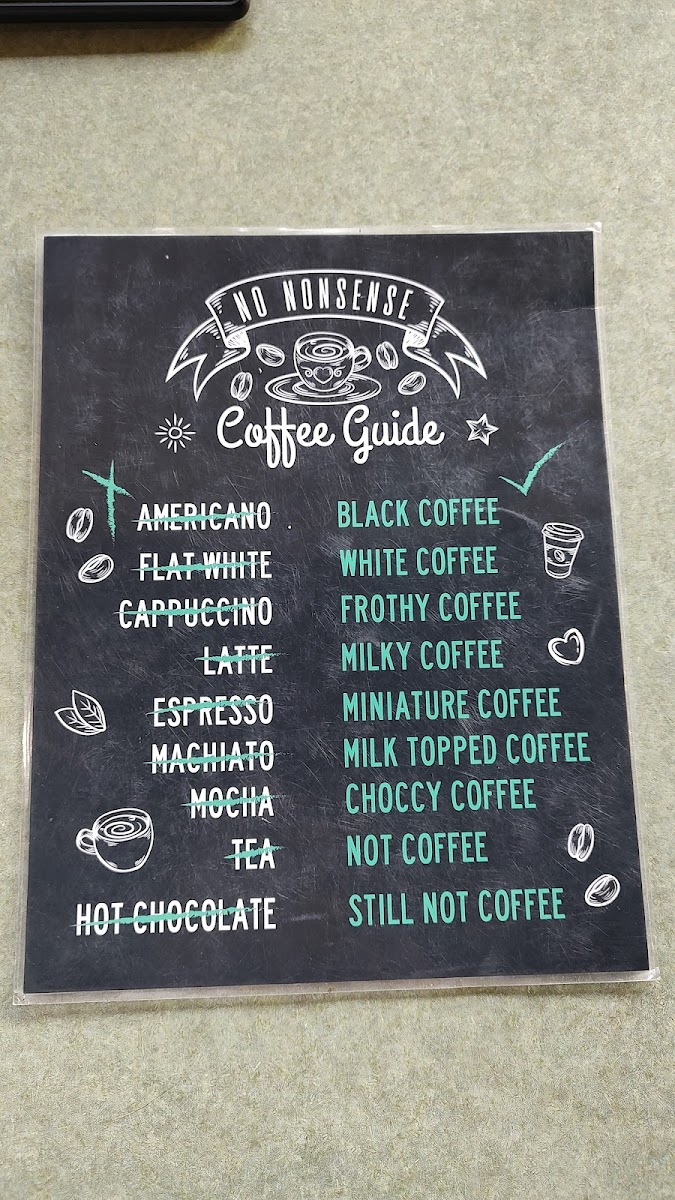 NO NONSENSE
Coffee Guide
AMERICANO BLACK COFFEE
FLAT WHITE WHITE COFFEE
CAPPUCCINO FROTHY COFFEE
LATTE MILKY COFFEE
ESPRESSO MINIATURE COFFEE
MACHIATO MILK TOPPED COFFEE
MOCHA CHOCCY COFFEE
TEA NOT COFFEE
HOT CHOCOLATE STILL NOT COFFEE